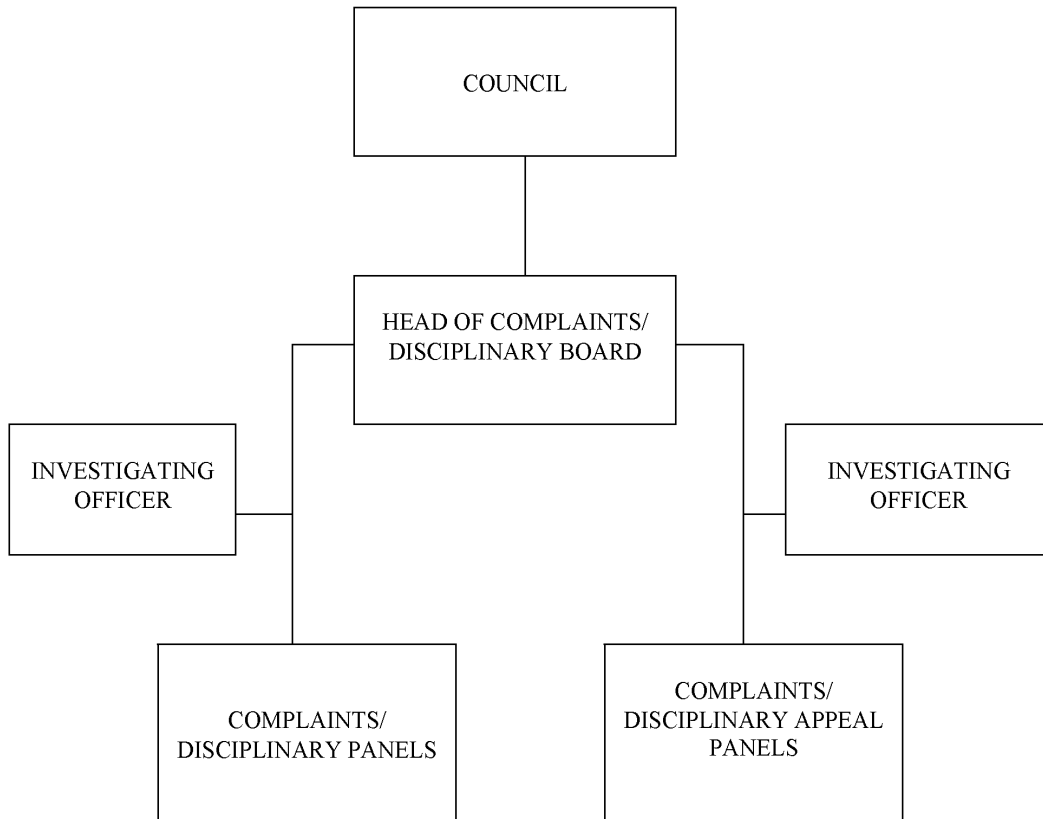 COUNCIL
HEAD OF COMPLAINTS/
DISCIPLINARY BOARD
INVESTIGATING
OFFICER
INVESTIGATING
OFFICER
COMPLAINTS/
DISCIPLINARY PANELS
COMPLAINTS/
DISCIPLINARY APPEAL
PANELS